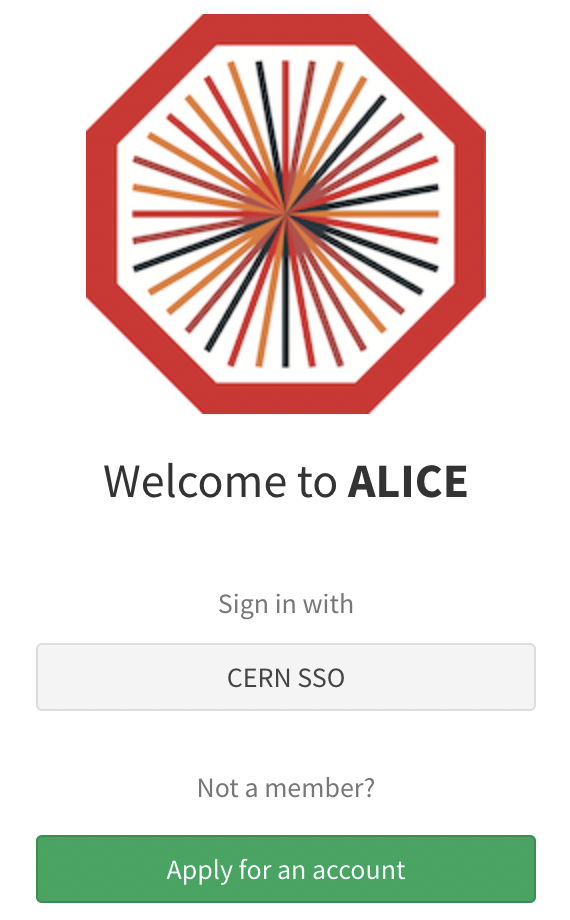 Welcome to ALICE
Sign in with
CERN SSO
Not a member?
Apply for an account